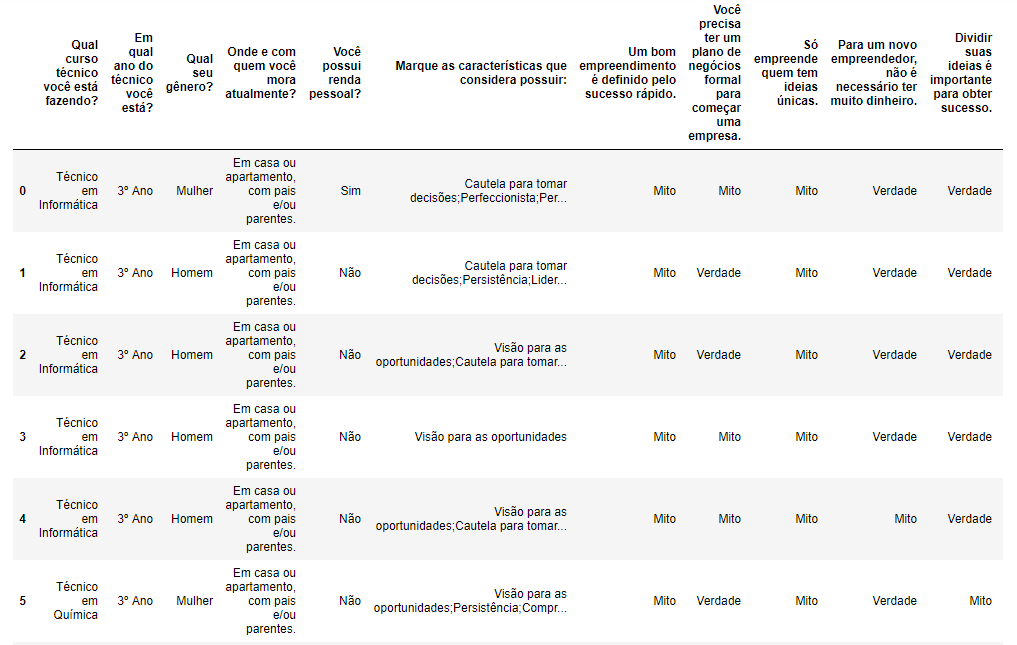 Qual
curso
técnico
você está
fazendo?
Em
qual
ano do
técnico
você
está?
Qual
seu
gênero?
Onde e com
quem você
mora
atualmente?
Você
possui
renda
pessoal?
Marque as características que
considera possuir:
Um bom
empreendimento
é definido pelo
sucesso rápido.
Você
precisa
ter um
plano de
negócios
formal
para
começar
uma
empresa.
Só
empreende
quem tem
ideias
únicas.
Para um novo
empreendedor,
não é
necessário ter
muito dinheiro.
Dividir
suas
ideias é
importante
para obter
sucesso.
0
Técnico
em
Informática
3º Ano
Mulher
Em casa ou
apartamento,
com pais
e/ou
parentes.
Sim
Cautela para tomar
decisões;Perfeccionista;Per...
Mito
Mito
Mito
Verdade
Verdade
1
Técnico
em
Informática
3º Ano
Homem
Em casa ou
apartamento,
com pais
e/ou
parentes.
Não
Cautela para tomar
decisões;Persistência;Lider...
Mito
Verdade
Mito
Verdade
Verdade
2
Técnico
em
Informática
3º Ano
Homem
Em casa ou
apartamento,
com pais
e/ou
parentes.
Não
Visão para as
oportunidades;Cautela para tomar...
Mito
Verdade
Mito
Verdade
Verdade
3
Técnico
em
Informática
3º Ano
Homem
Em casa ou
apartamento,
com pais
e/ou
parentes.
Não
Visão para as oportunidades
Mito
Mito
Mito
Verdade
Verdade
4
Técnico
em
Informática
3º Ano
Homem
Em casa ou
apartamento,
com pais
e/ou
parentes.
Não
Visão para as
oportunidades;Cautela para tomar...
Mito
Mito
Mito
Mito
Verdade
5
Técnico
em
Química
3º Ano
Mulher
Em casa ou
apartamento,
com pais
e/ou
parentes.
Não
Visão para as
oportunidades;Persistência;Compr...
Mito
Verdade
Mito
Verdade
Mito